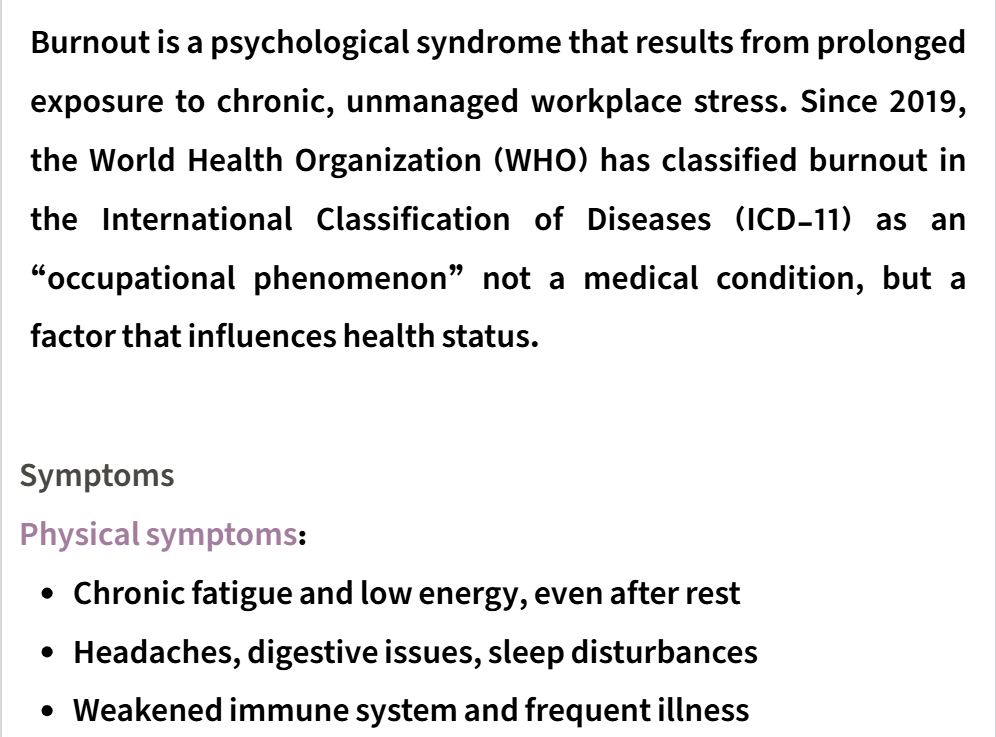 Burnout is a psychological syndrome that results from prolonged
exposure to chronic, unmanaged workplace stress. Since 2019,
the World Health Organization (WHO) has classified burnout in
the International Classification of Diseases (ICD-11) as an
“occupational phenomenon” not a medical condition, but a
factor that influences health status.
Symptoms
Physical symptoms:
• Chronic fatigue and low energy, even after rest
• Headaches, digestive issues, sleep disturbances
• Weakened immune system and frequent illness